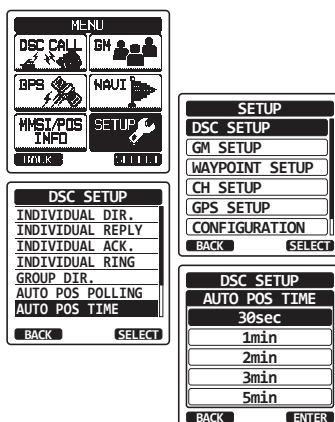 MENU
DSC CALL GM
GPS NAVI
MMSI/POS INFO SETUP
BACK SELECT
SETUP
DSC SETUP
GM SETUP
WAYPOINT SETUP
CH SETUP
GPS SETUP
CONFIGURATION
BACK SELECT
DSC SETUP
INDIVIDUAL DIR.
INDIVIDUAL REPLY
INDIVIDUAL ACK.
INDIVIDUAL RING
GROUP DIR.
AUTO POS POLLING
AUTO POS TIME
BACK SELECT
DSC SETUP
AUTO POS TIME
30sec
1min
2min
3min
5min
BACK ENTER